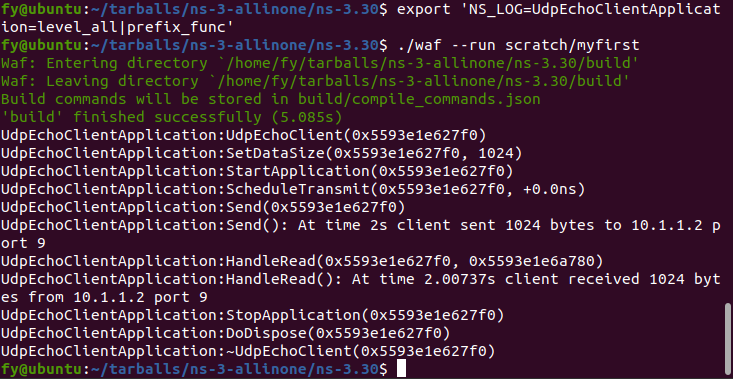 fy@ubuntu:~/tarballs/ns-3-allinone/ns-3.30$ export 'NS_LOG=UdpEchoClientApplicat
ion=level_all|prefix_func'
fy@ubuntu:~/tarballs/ns-3-allinone/ns-3.30$ ./waf --run scratch/myfirst
Waf: Entering directory `/home/fy/tarballs/ns-3-allinone/ns-3.30/build'
Waf: Leaving directory `/home/fy/tarballs/ns-3-allinone/ns-3.30/build'
Build commands will be stored in build/compile_commands.json
'build' finished successfully (5.085s)
UdpEchoClientApplication:UdpEchoClient(0x5593e1e627f0)
UdpEchoClientApplication:SetDataSize(0x5593e1e627f0, 1024)
UdpEchoClientApplication:StartApplication(0x5593e1e627f0)
UdpEchoClientApplication:ScheduleTransmit(0x5593e1e627f0, +0.0ns)
UdpEchoClientApplication:Send(0x5593e1e627f0)
UdpEchoClientApplication:Send(): At time 2s client sent 1024 bytes to 10.1.1.2 p
ort 9
UdpEchoClientApplication:HandleRead(0x5593e1e627f0, 0x5593e1e6a780)
UdpEchoClientApplication:HandleRead(): At time 2.00737s client received 1024 byt
es from 10.1.1.2 port 9
UdpEchoClientApplication:StopApplication(0x5593e1e627f0)
UdpEchoClientApplication:DoDispose(0x5593e1e627f0)
UdpEchoClientApplication:~UdpEchoClient(0x5593e1e627f0)
fy@ubuntu:~/tarballs/ns-3-allinone/ns-3.30$